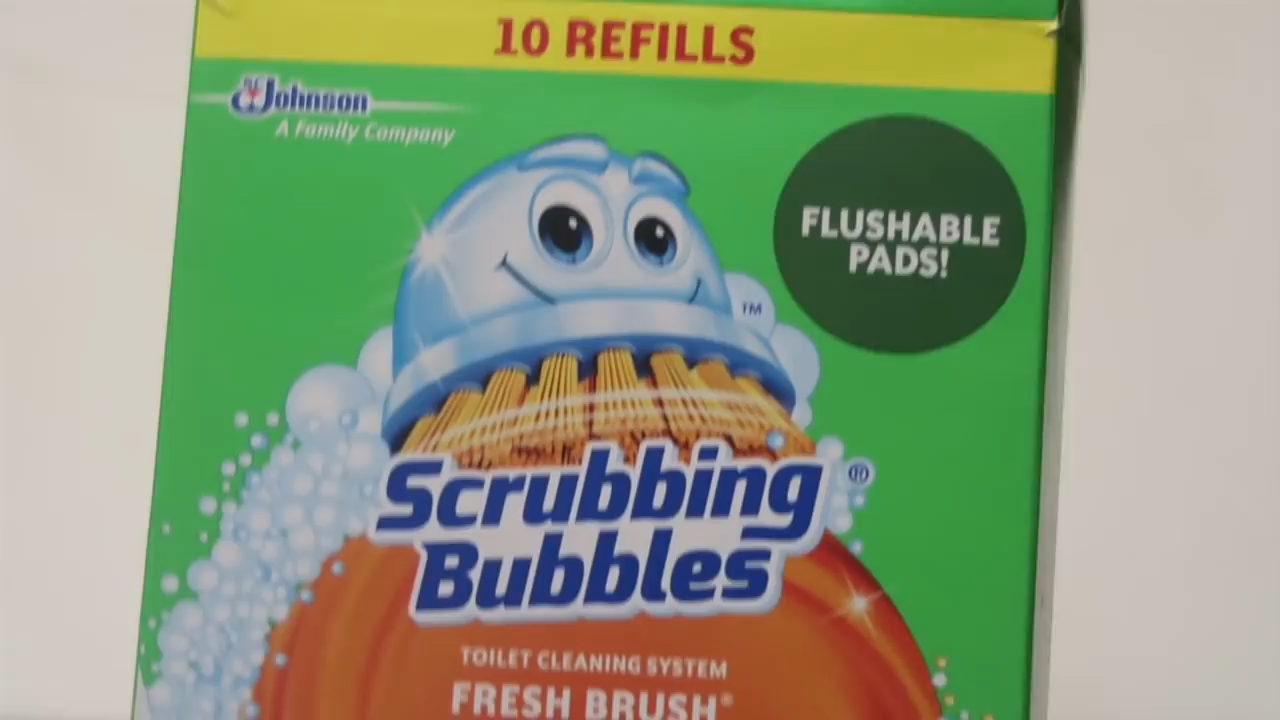 10 REFILLS
SC Johnson
A Family Company
FLUSHABLE
PADS!
TM
Scrubbing
Bubbles®
TOILET CLEANING SYSTEM
FRESH BRUSH®